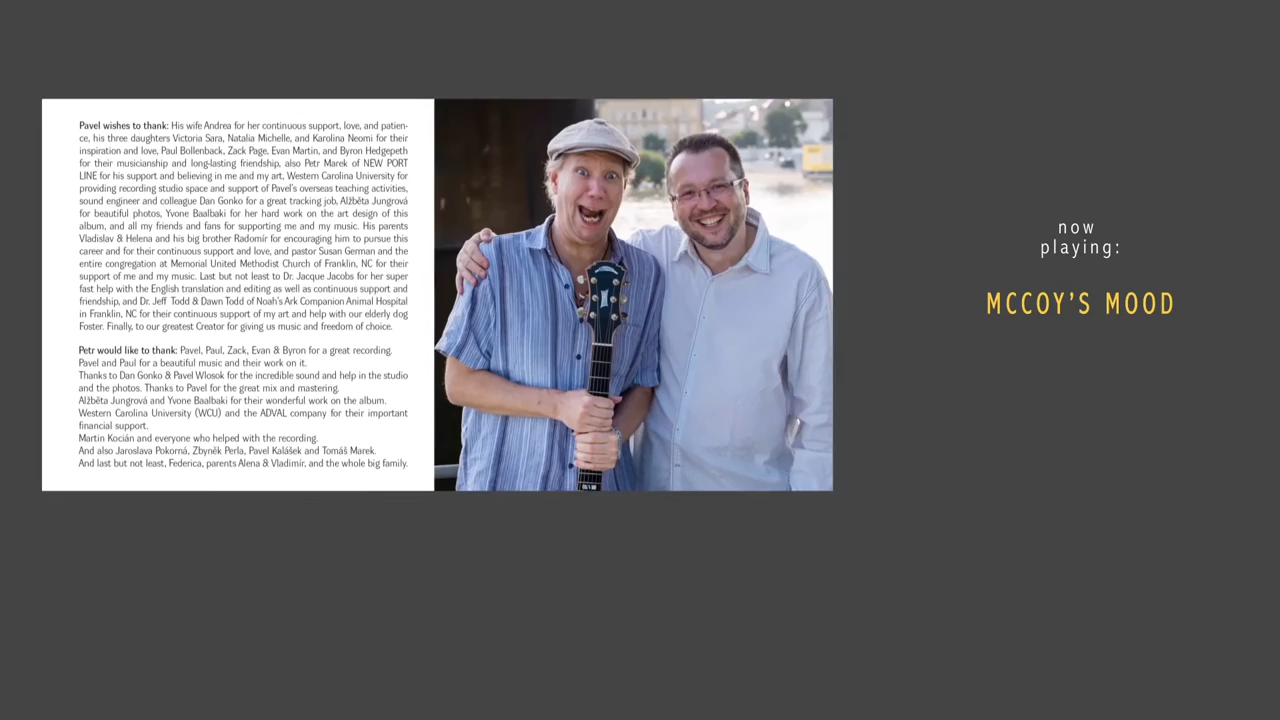 Pavel wishes to thank: His wife Andrea for her continuous support, love, and patien-
ce, his three daughters Victoria Sara, Natalia Michelle, and Karolina Neomi for their
inspiration and love, Paul Bollenback, Zack Page, Evan Martin, and Byron Hedgepeth
for their musicianship and long-lasting friendship, also Petr Marek of NEW PORT
LINE for his support and believing in me and my art, Western Carolina University for
providing recording studio space and support of Pavel's overseas teaching activities,
sound engineer and colleague Dan Gonko for a great tracking job, Alžběta Jungrová
for beautiful photos, Yvone Baalbaki for her hard work on the art design of this
album, and all my friends and fans for supporting me and my music. His parents
Vladislav & Helena and his big brother Radomír for encouraging him to pursue this
career and for their continuous support and love, and pastor Susan German and the
entire congregation at Memorial United Methodist Church of Franklin, NC for their
support of me and my music. Last but not least to Dr. Jacque Jacobs for her super
fast help with the English translation and editing as well as continuous support and
friendship, and Dr. Jeff Todd & Dawn Todd of Noah's Ark Companion Animal Hospital
in Franklin, NC for their continuous support of my art and help with our elderly dog
Foster. Finally, to our greatest Creator for giving us music and freedom of choice.
Petr would like to thank: Pavel, Paul, Zack, Evan & Byron for a great recording.
Pavel and Paul for a beautiful music and their work on it.
Thanks to Dan Gonko & Pavel Wlosok for the incredible sound and help in the studio
and the photos. Thanks to Pavel for the great mix and mastering.
Alžběta Jungrová and Yvone Baalbaki for their wonderful work on the album.
Western Carolina University (WCU) and the ADVAL company for their important
financial support.
Martin Kocián and everyone who helped with the recording.
And also Jaroslava Pokorná, Zbyněk Perla, Pavel Kalášek and Tomáš Marek.
And last but not least, Federica, parents Alena & Vladimír, and the whole big family.
now
playing:
MCCOY'S MOOD